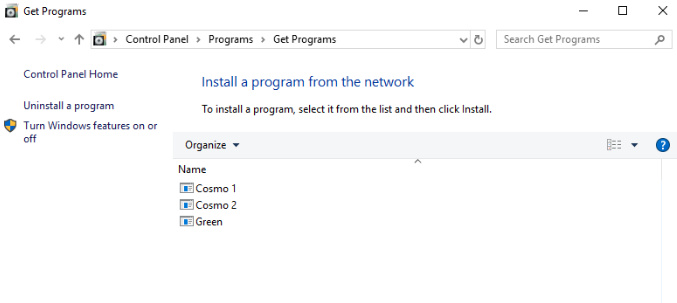 Get Programs
Control Panel > Programs > Get Programs
Search Get Programs
Control Panel Home
Uninstall a program
Turn Windows features on or
off
Install a program from the network
To install a program, select it from the list and then click Install.
Organize
?
Name
Cosmo 1
Cosmo 2
Green